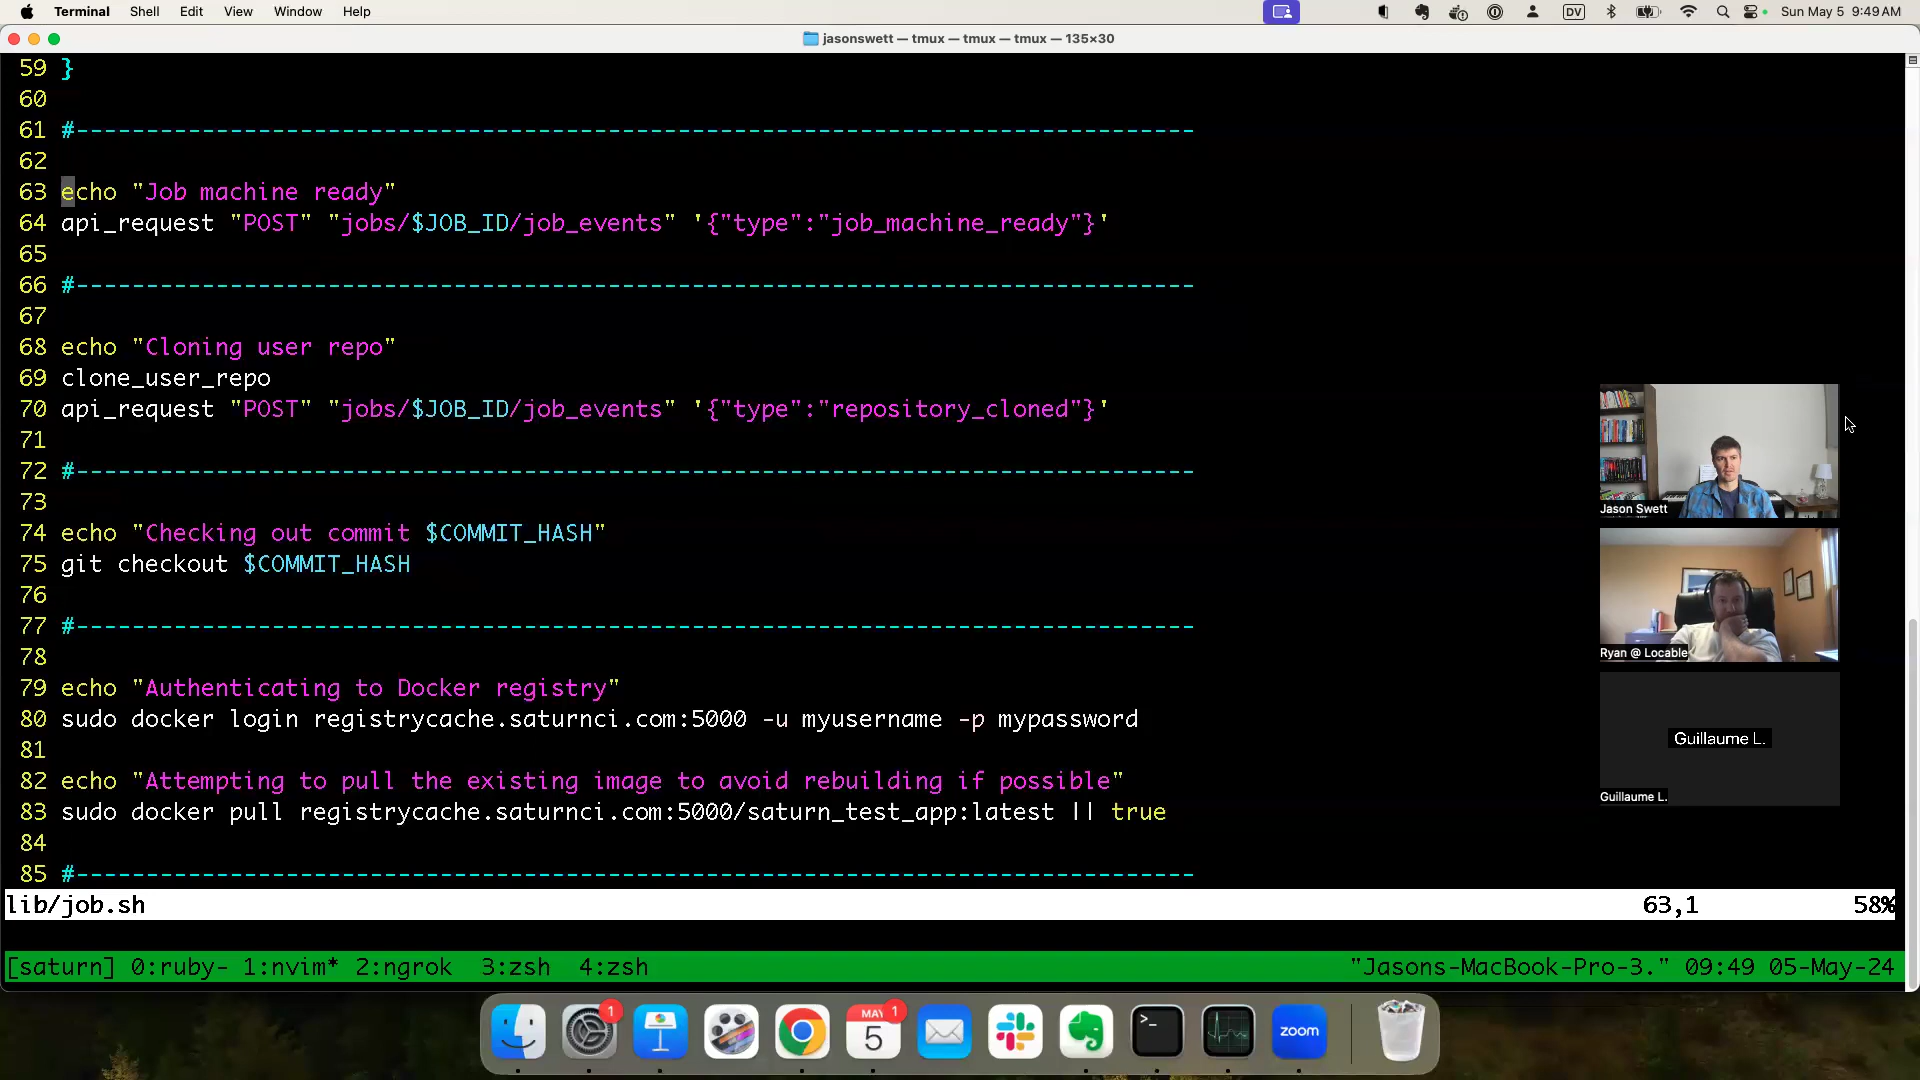 Terminal Shell Edit View Window Help DV Sun May 5 9:49 AM
jasonswett — tmux — tmux — tmux — 135×30
59 }
60
61 #--------------------------------------------------------------------------------
62
63 echo "Job machine ready"
64 api_request "POST" "jobs/$JOB_ID/job_events" '{"type":"job_machine_ready"}'
65
66 #--------------------------------------------------------------------------------
67
68 echo "Cloning user repo"
69 clone_user_repo
70 api_request "POST" "jobs/$JOB_ID/job_events" '{"type":"repository_cloned"}'
71
72 #--------------------------------------------------------------------------------
73
74 echo "Checking out commit $COMMIT_HASH"
75 git checkout $COMMIT_HASH
76
77 #--------------------------------------------------------------------------------
78
79 echo "Authenticating to Docker registry"
80 sudo docker login registrycache.saturnci.com:5000 -u myusername -p mypassword
81
82 echo "Attempting to pull the existing image to avoid rebuilding if possible"
83 sudo docker pull registrycache.saturnci.com:5000/saturn_test_app:latest || true
84
85 #--------------------------------------------------------------------------------
lib/job.sh 63,1 58%
[saturn] 0:ruby- 1:nvim* 2:ngrok 3:zsh 4:zsh "Jasons-MacBook-Pro-3." 09:49 05-May-24
Jason Swett
Ryan @ Locable
Guillaume L.
Guillaume L.
1
MAY
5
1
>_
zoom